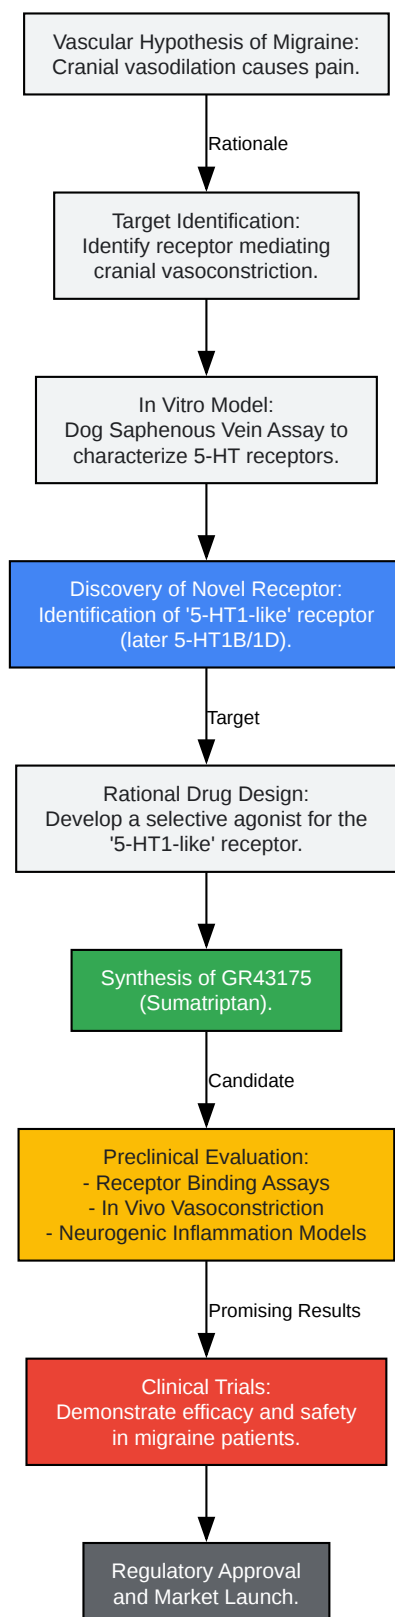 Vascular Hypothesis of Migraine:
Cranial vasodilation causes pain.
Rationale
Target Identification:
Identify receptor mediating
cranial vasoconstriction.
In Vitro Model:
Dog Saphenous Vein Assay to
characterize 5-HT receptors.
Discovery of Novel Receptor:
Identification of '5-HT1-like' receptor
(later 5-HT1B/1D).
Target
Rational Drug Design:
Develop a selective agonist for the
'5-HT1-like' receptor.
Synthesis of GR43175
(Sumatriptan).
Candidate
Preclinical Evaluation:
- Receptor Binding Assays
- In Vivo Vasoconstriction
- Neurogenic Inflammation Models
Promising Results
Clinical Trials:
Demonstrate efficacy and safety
in migraine patients.
Regulatory Approval
and Market Launch.